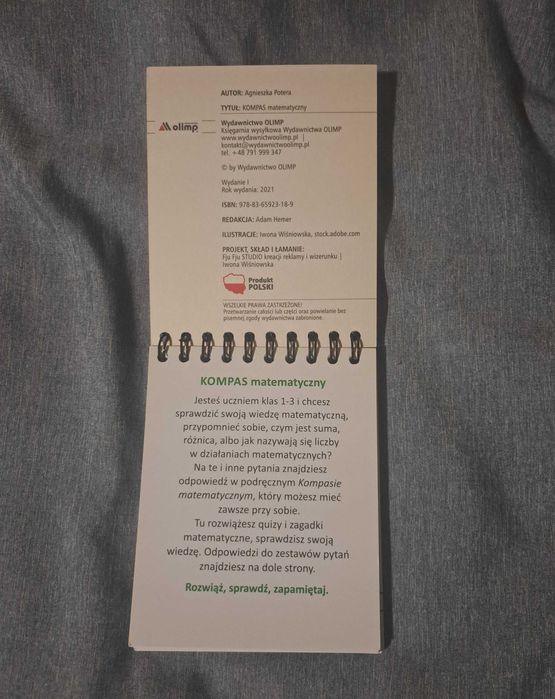 AUTOR: Agnieszka Potera
TYTUŁ: KOMPAS matematyczny
olimp
Wydawnictwo OLIMP
Księgarnia wysyłkowa Wydawnictwa OLIMP
www.wydawnictwoolimp.pl |
kontakt@wydawnictwoolimp.pl
tel. +48 791 999 347
© by Wydawnictwo OLIMP
Wydanie I
Rok wydania: 2021
ISBN: 978-83-65923-18-9
REDAKCJA: Adam Hemer
ILUSTRACJE: Iwona Wiśniowska, stock.adobe.com
PROJEKT, SKŁAD I ŁAMANIE:
Fju Fju STUDIO kreacji reklamy i wizerunku |
Iwona Wiśniowska
Produkt
POLSKI
WSZELKIE PRAWA ZASTRZEŻONE!
Przetwarzanie całości lub części oraz powielanie bez
pisemnej zgody wydawnictwa zabronione.
KOMPAS matematyczny
Jesteś uczniem klas 1-3 i chcesz
sprawdzić swoją wiedzę matematyczną,
przypomnieć sobie, czym jest suma,
różnica, albo jak nazywają się liczby
w działaniach matematycznych?
Na te i inne pytania znajdziesz
odpowiedź w podręcznym Kompasie
matematycznym, który możesz mieć
zawsze przy sobie.
Tu rozwiążesz quizy i zagadki
matematyczne, sprawdzisz swoją
wiedzę. Odpowiedzi do zestawów pytań
znajdziesz na dole strony.
Rozwiąż, sprawdź, zapamiętaj.